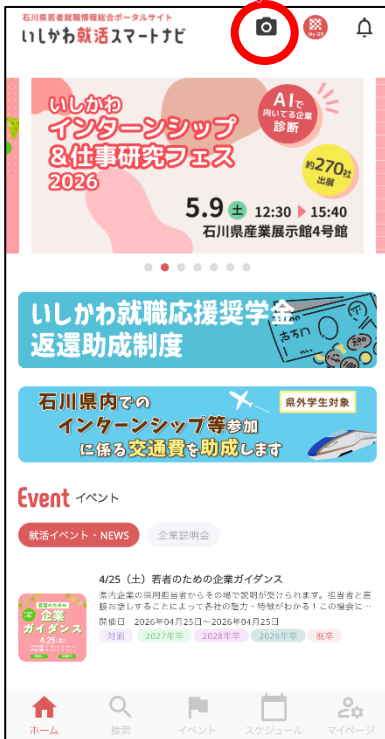 石川県若者就職情報総合ポータルサイト
いしかわ就活スマートナビ
My QR
いしかわ
インターンシップ
&仕事研究フェス
2026
AIで
向いてる企業
診断
約270社
出展
5.9 土 12:30 ▶ 15:40
石川県産業展示館4号館
いしかわ就職応援奨学金
返還助成制度
石川県内での
インターンシップ等参加
に係る交通費を助成します
県外学生対象
Event イベント
就活イベント・NEWS
企業説明会
若者のための
企業
ガイダンス
4.25
4/25（土）若者のための企業ガイダンス
県内企業の採用担当者からその場で説明が受けられます。担当者と直
接お話しすることによって各社の魅力・特徴がわかる！この機会に…
開催日 2026年04月25日～2026年04月25日
対面 2027年卒 2028年卒 2029年卒 既卒
ホーム
検索
イベント
スケジュール
マイページ